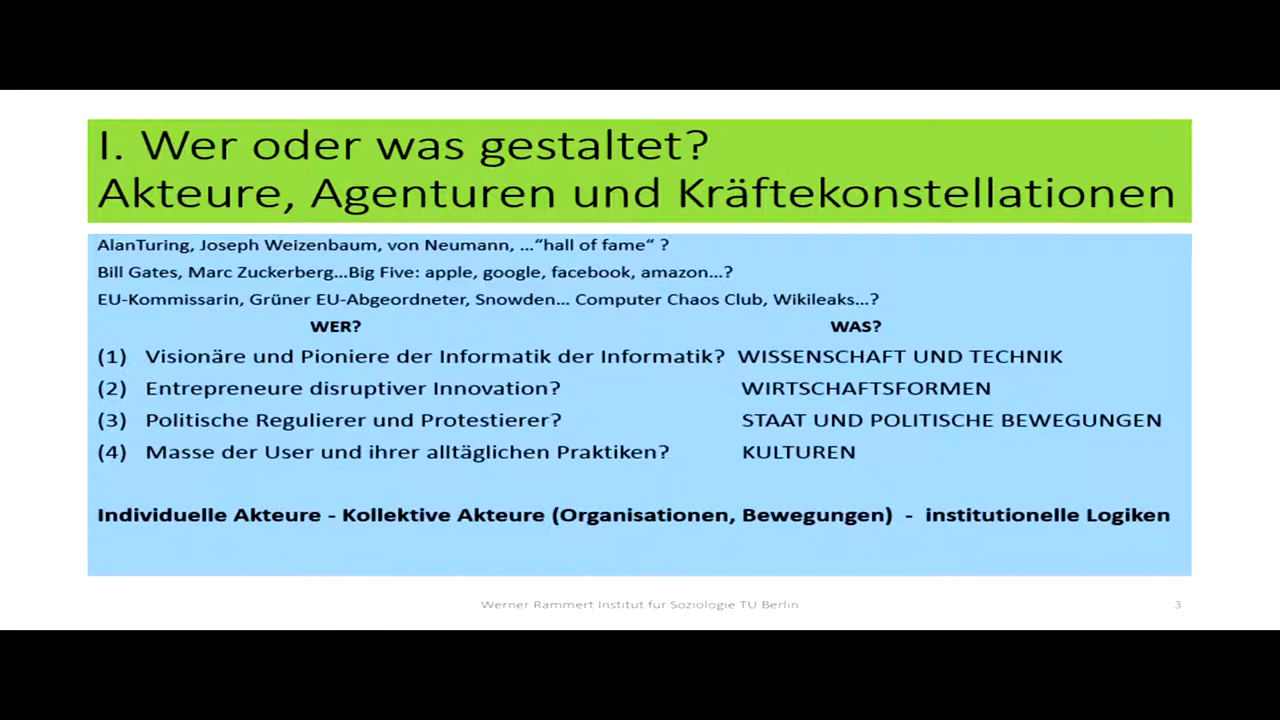 I. Wer oder was gestaltet?
Akteure, Agenturen und Kräftekonstellationen
AlanTuring, Joseph Weizenbaum, von Neumann, ...“hall of fame“ ?
Bill Gates, Marc Zuckerberg...Big Five: apple, google, facebook, amazon...?
EU-Kommissarin, Grüner EU-Abgeordneter, Snowden... Computer Chaos Club, Wikileaks...?
WER? WAS?
(1) Visionäre und Pioniere der Informatik der Informatik? WISSENSCHAFT UND TECHNIK
(2) Entrepreneure disruptiver Innovation? WIRTSCHAFTSFORMEN
(3) Politische Regulierer und Protestierer? STAAT UND POLITISCHE BEWEGUNGEN
(4) Masse der User und ihrer alltäglichen Praktiken? KULTUREN
Individuelle Akteure - Kollektive Akteure (Organisationen, Bewegungen) - institutionelle Logiken
Werner Rammert Institut für Soziologie TU Berlin 3